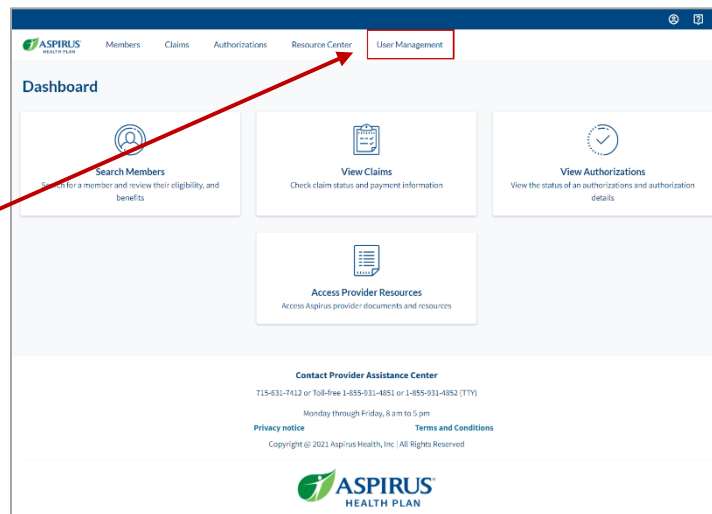 ASPIRUS
HEALTH PLAN
Members Claims Authorizations Resource Center User Management
Dashboard
Search Members
Search for a member and review their eligibility, and
benefits
View Claims
Check claim status and payment information
View Authorizations
View the status of an authorizations and authorization
details
Access Provider Resources
Access Aspirus provider documents and resources
Contact Provider Assistance Center
715-631-7412 or Toll-free 1-855-931-4851 or 1-855-931-4852 (TTY)
Monday through Friday, 8 am to 5 pm
Privacy notice Terms and Conditions
Copyright @ 2021 Aspirus Health, Inc | All Rights Reserved
ASPIRUS
HEALTH PLAN